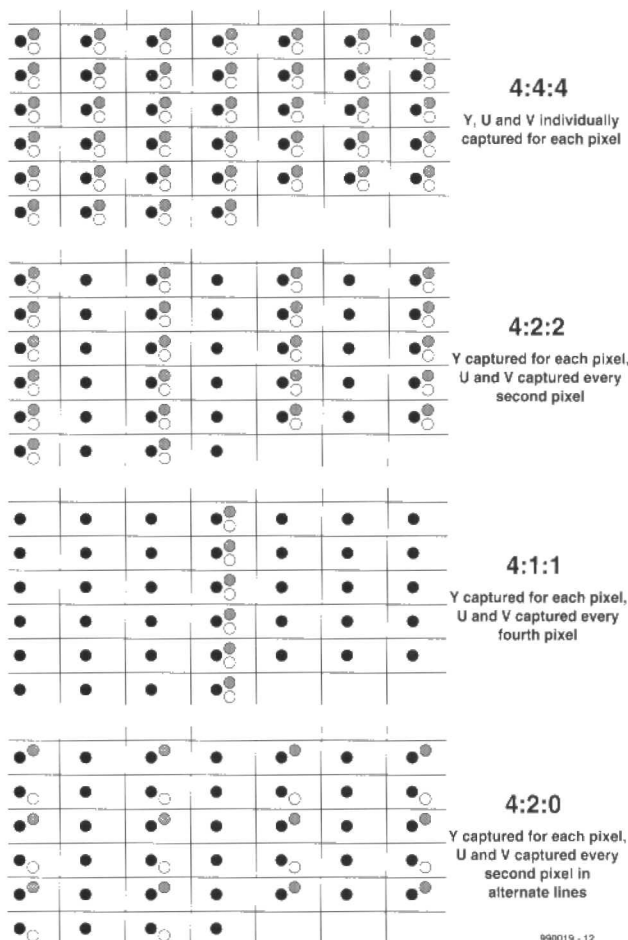 4:4:4
Y, U and V individually
captured for each pixel
4:2:2
Y captured for each pixel,
U and V captured every
second pixel
4:1:1
Y captured for each pixel,
U and V captured every
fourth pixel
4:2:0
Y captured for each pixel,
U and V captured every
second pixel in
alternate lines
990019 - 12